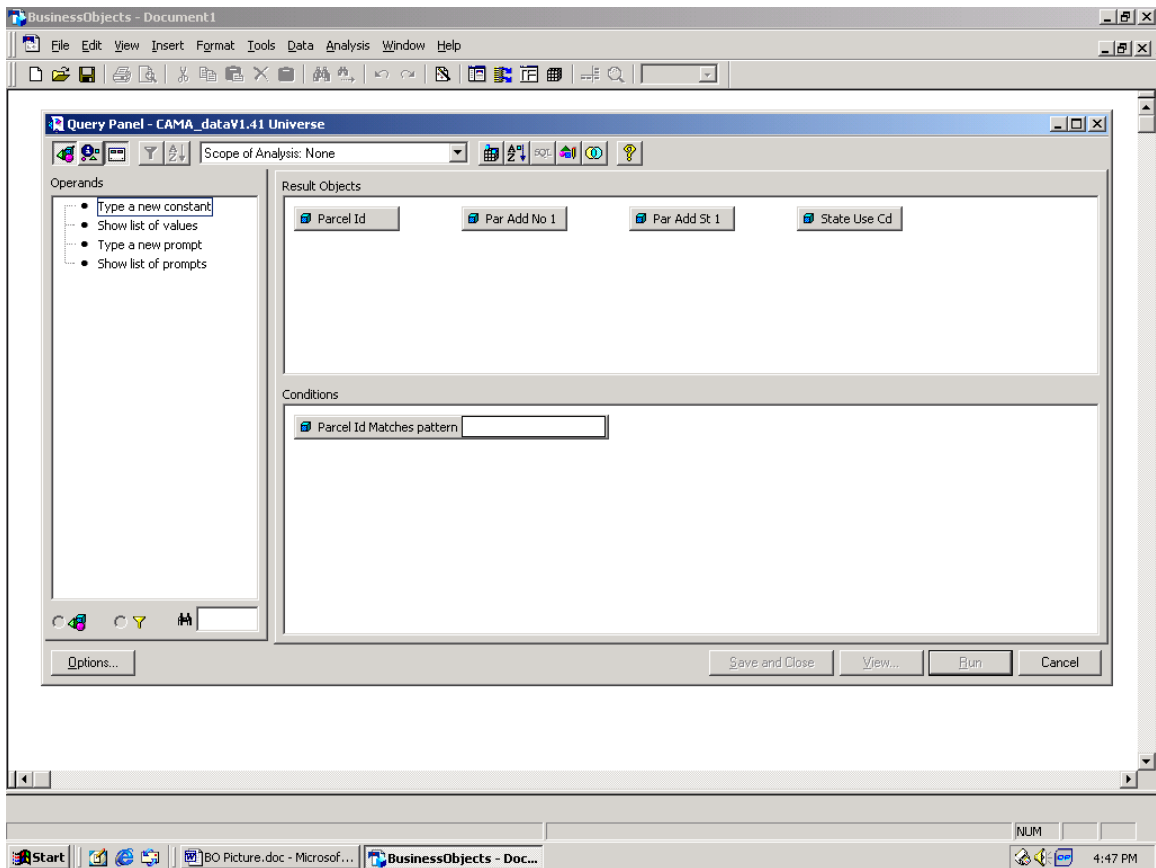 BusinessObjects - Document1
File Edit View Insert Format Tools Data Analysis Window Help
Query Panel - CAMA_dataV1.41 Universe
Scope of Analysis: None
SQL
Operands
Type a new constant
Show list of values
Type a new prompt
Show list of prompts
Result Objects
Parcel Id Par Add No 1 Par Add St 1 State Use Cd
Conditions
Parcel Id Matches pattern
Options... Save and Close View... Run Cancel
NUM
Start BO Picture.doc - Microsof... BusinessObjects - Doc... 4:47 PM